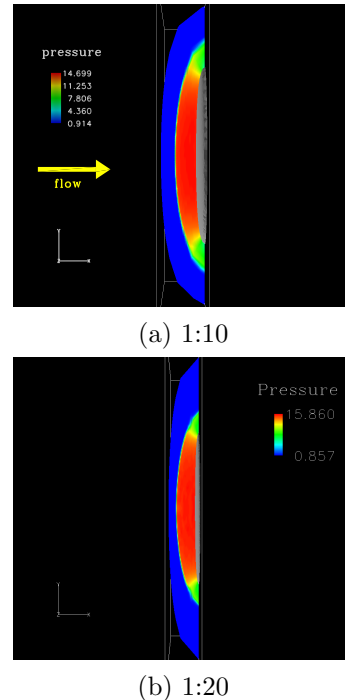 pressure
14.699
11.253
7.806
4.360
0.914
flow
(a) 1:10
Pressure
15.860
0.857
(b) 1:20